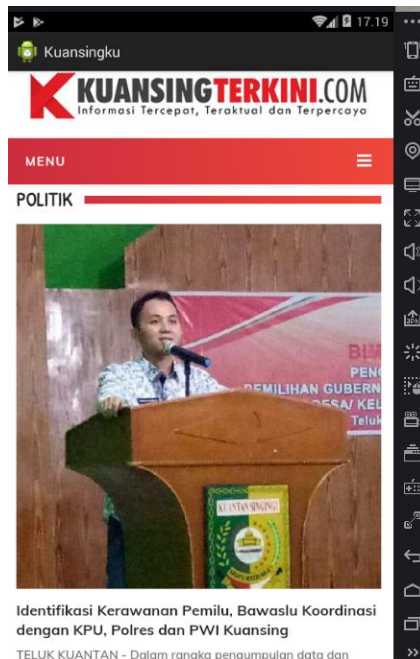 17.19
Kuansingku
KUANSINGTERKINI.COM
Informasi Tercepat, Teraktual dan Terpercaya
MENU
POLITIK
PEMILIHAN GUBERN
DESA/ KEL
Teluk
KUANTAN SINGINGI
Identifikasi Kerawanan Pemilu, Bawaslu Koordinasi
dengan KPU, Polres dan PWI Kuansing
TELUK KUANTAN - Dalam rangka pengumpulan data dan